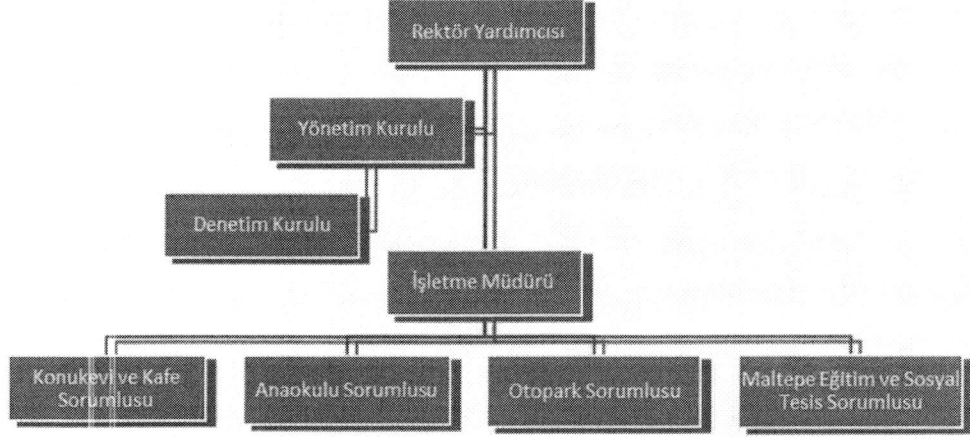 Rektör Yardımcısı
Yönetim Kurulu
Denetim Kurulu
İşletme Müdürü
Konukevi ve Kafe
Sorumlusu
Anaokulu Sorumlusu
Otopark Sorumlusu
Maltepe Eğitim ve Sosyal
Tesis Sorumlusu